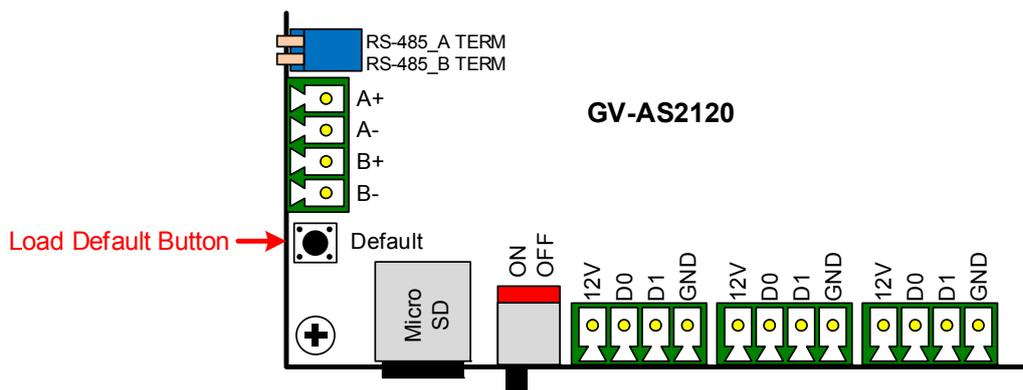 RS-485_A TERM
RS-485_B TERM
A+
GV-AS2120
A-
B+
B-
Load Default Button
Default
ON
OFF
Micro
SD
12V
D0
D1
GND
12V
D0
D1
GND
12V
D0
D1
GND